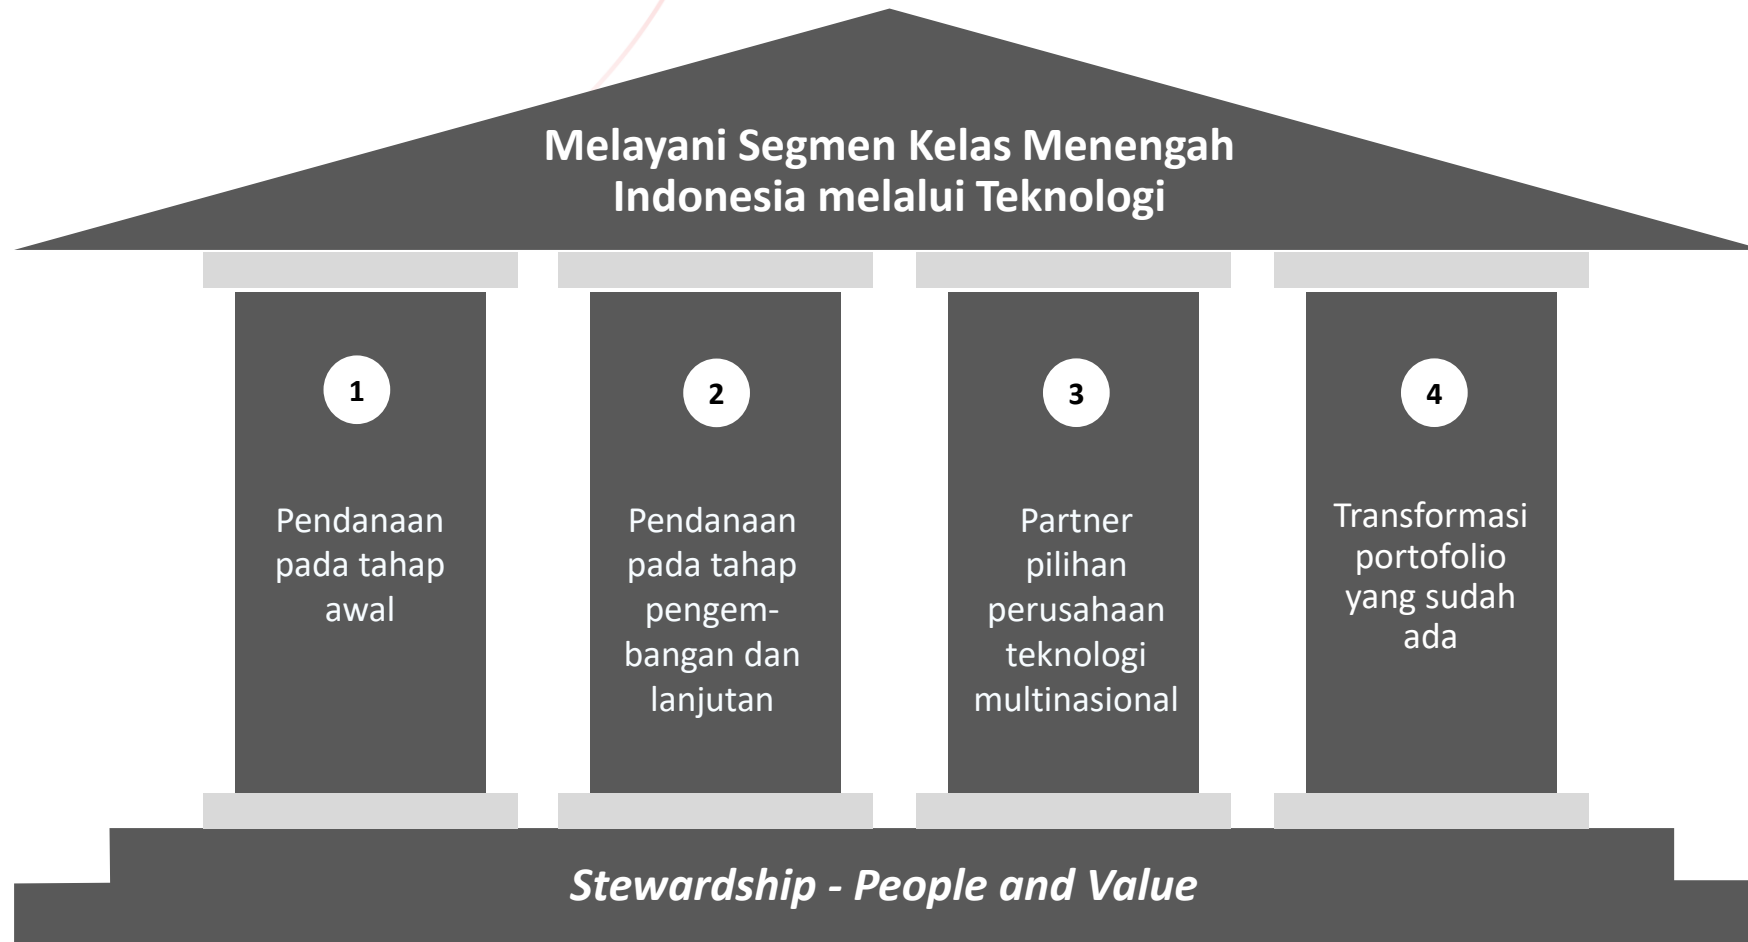 Melayani Segmen Kelas Menengah
Indonesia melalui Teknologi
1
Pendanaan
pada tahap
awal
2
Pendanaan
pada tahap
pengem-
bangan dan
lanjutan
3
Partner
pilihan
perusahaan
teknologi
multinasional
4
Transformasi
portofolio
yang sudah
ada
Stewardship - People and Value